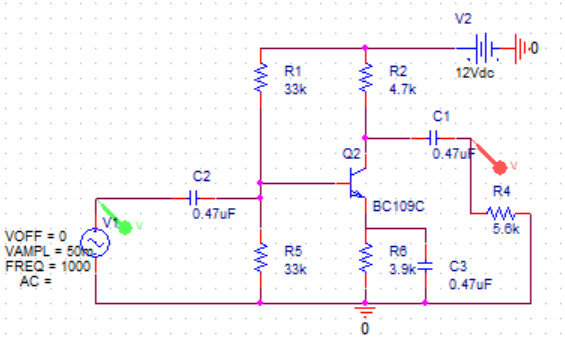 V2
0
12Vdc
R1
33k
R2
4.7k
C1
0.47uF
V
Q2
BC109C
C2
0.47uF
R4
5.6k
V1
V
VOFF = 0
VAMPL = 50m
FREQ = 1000
AC =
R5
33k
R6
3.9k
C3
0.47uF
0